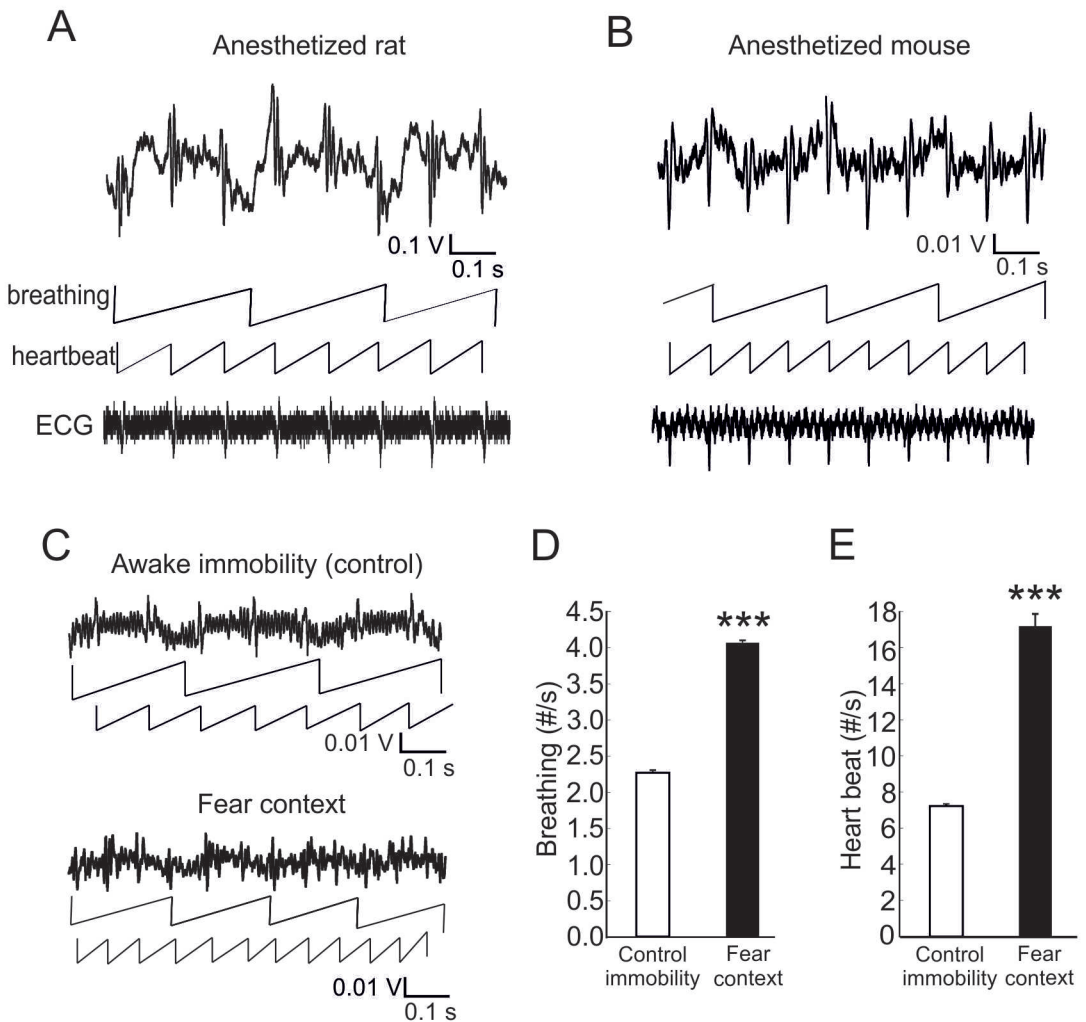 A
Anesthetized rat
0.1 V
0.1 s
breathing
heartbeat
ECG
B
Anesthetized mouse
0.01 V
0.1 s
C
Awake immobility (control)
0.01 V
0.1 s
Fear context
0.01 V
0.1 s
D
Breathing (#/s)
4.5
4.0
3.5
3.0
2.5
2.0
1.5
1.0
0.5
0.0
***
Control
immobility
Fear
context
E
Heart beat (#/s)
18
16
14
12
10
8
6
4
2
0
***
Control
immobility
Fear
context